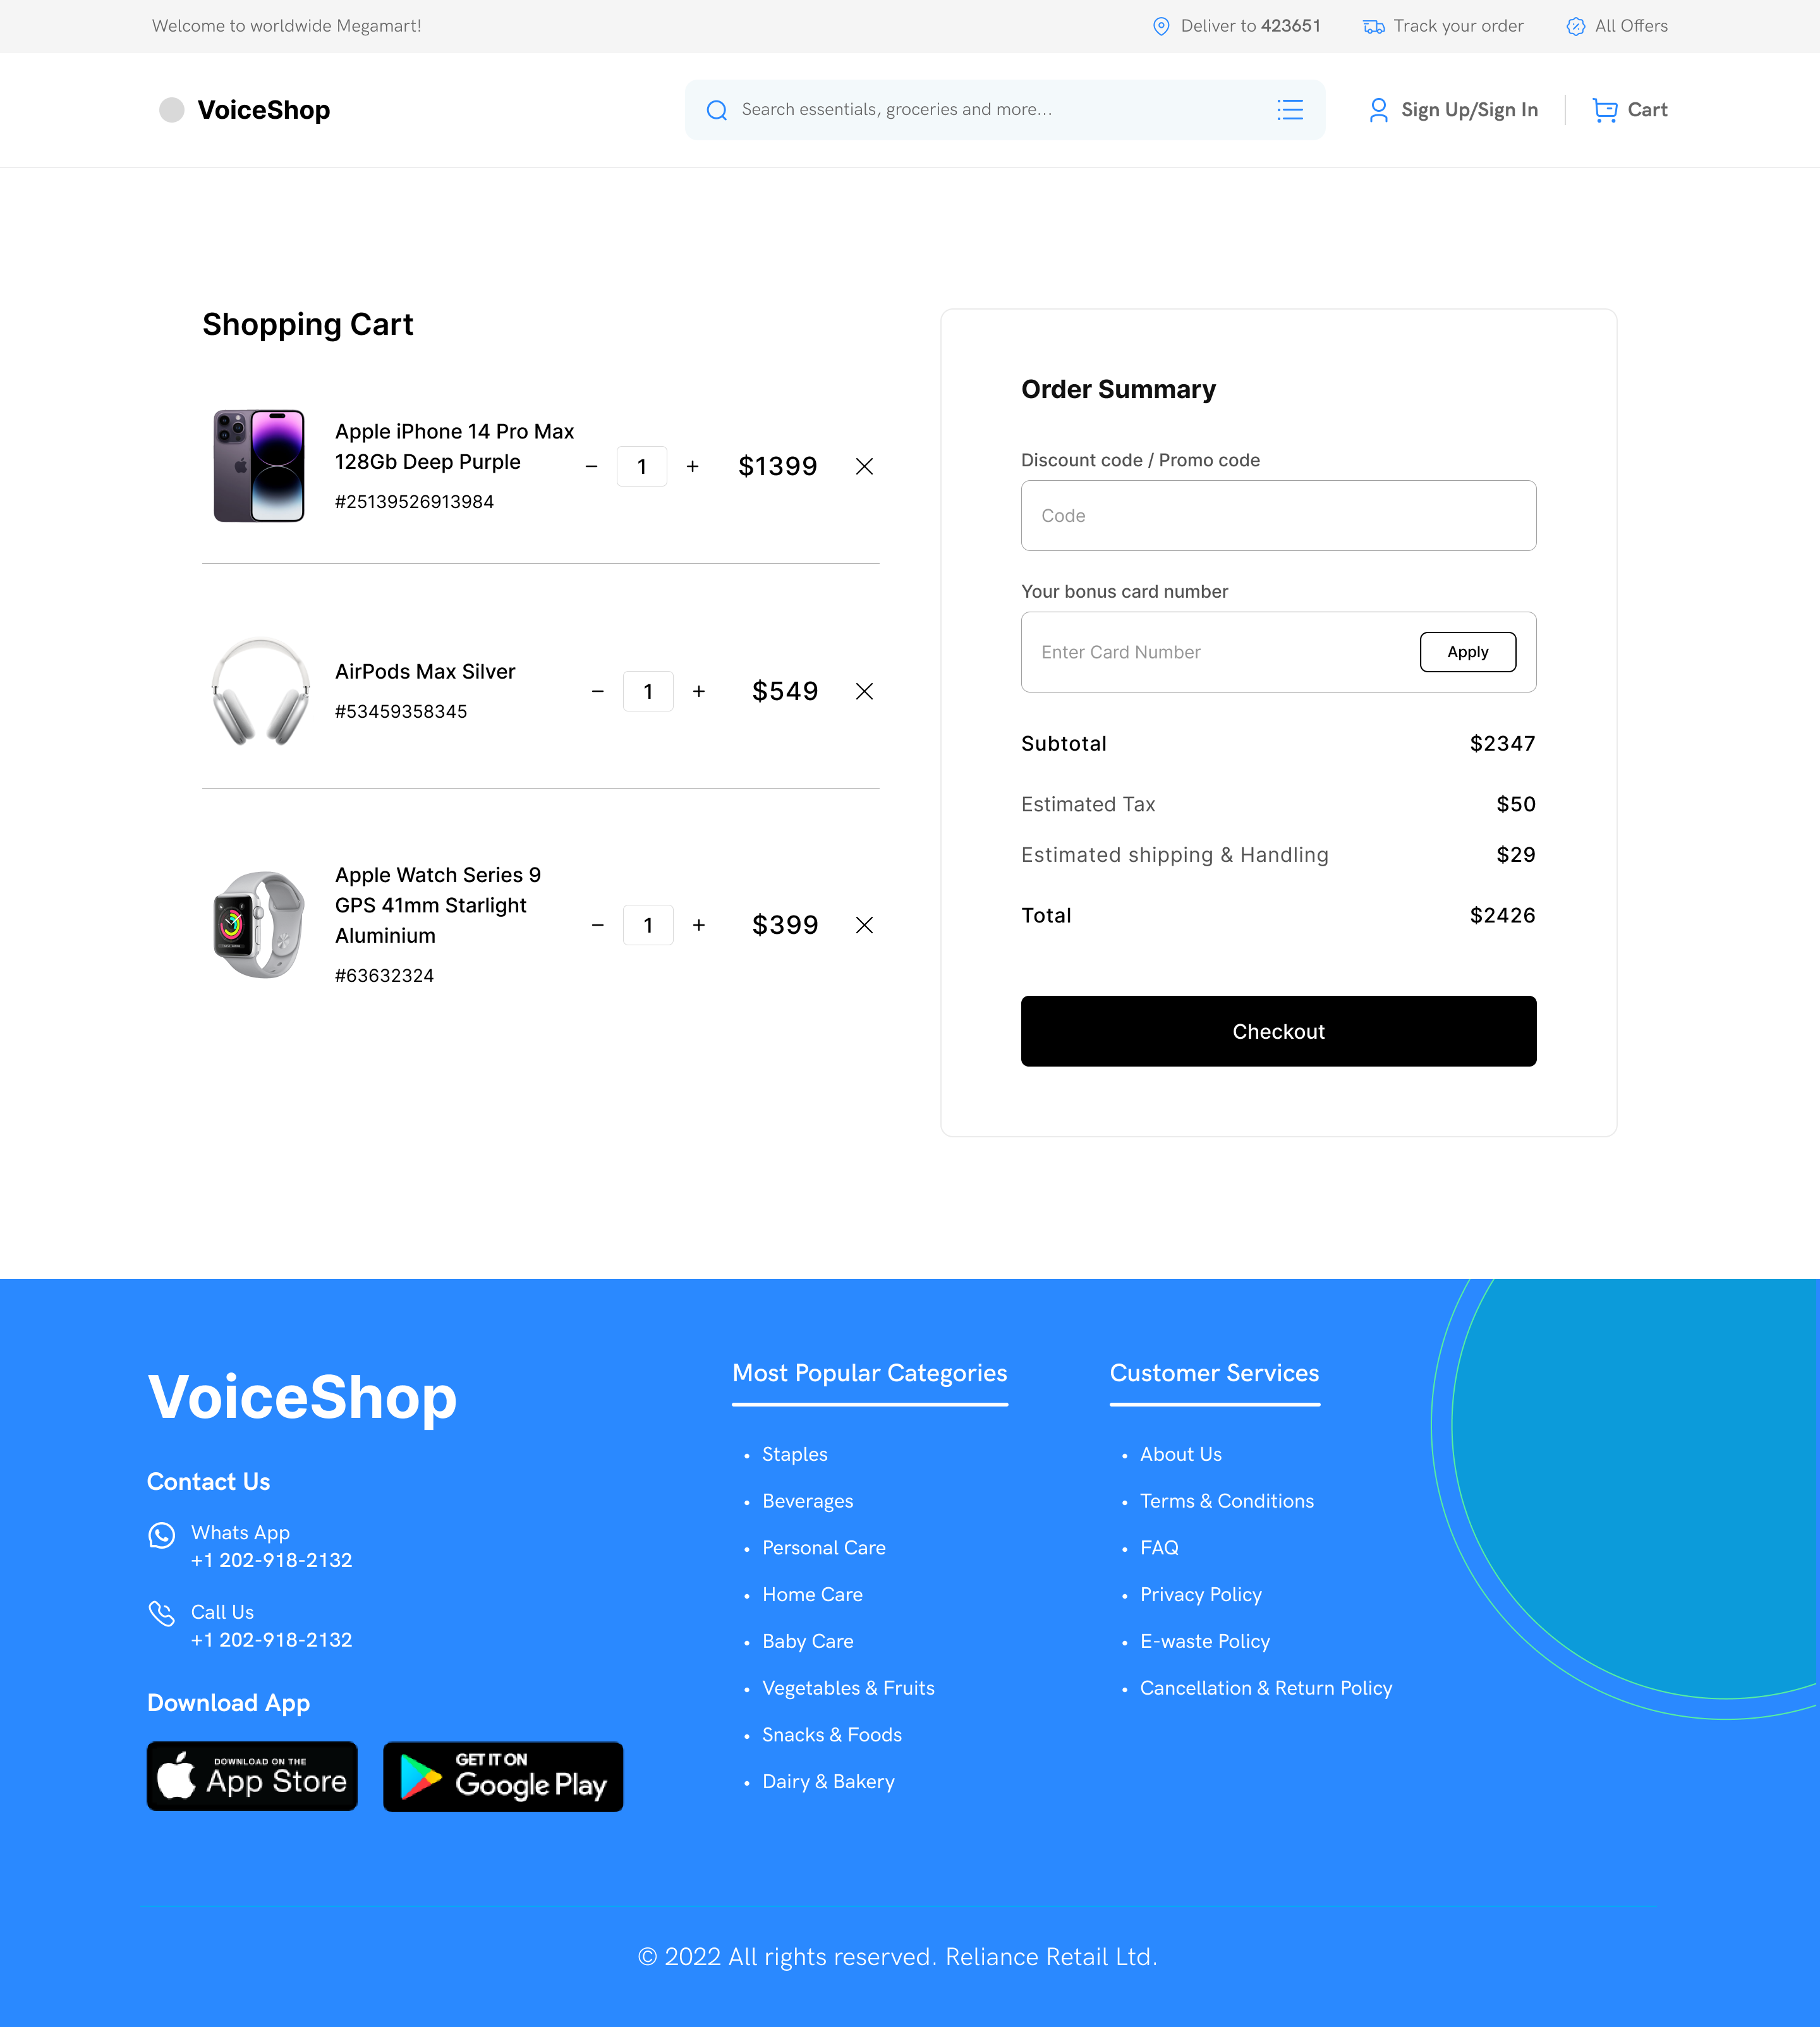 Welcome to worldwide Megamart!
Deliver to 423651
Track your order
All Offers
VoiceShop
Search essentials, groceries and more...
Sign Up/Sign In
Cart
Shopping Cart
Apple iPhone 14 Pro Max
128Gb Deep Purple
#25139526913984
− 1 + $1399
AirPods Max Silver
#53459358345
− 1 + $549
Apple Watch Series 9
GPS 41mm Starlight
Aluminium
#63632324
− 1 + $399
Order Summary
Discount code / Promo code
Code
Your bonus card number
Enter Card Number
Apply
Subtotal $2347
Estimated Tax $50
Estimated shipping & Handling $29
Total $2426
Checkout
VoiceShop
Contact Us
Whats App
+1 202-918-2132
Call Us
+1 202-918-2132
Download App
DOWNLOAD ON THE
App Store
GET IT ON
Google Play
Most Popular Categories
• Staples
• Beverages
• Personal Care
• Home Care
• Baby Care
• Vegetables & Fruits
• Snacks & Foods
• Dairy & Bakery
Customer Services
• About Us
• Terms & Conditions
• FAQ
• Privacy Policy
• E-waste Policy
• Cancellation & Return Policy
© 2022 All rights reserved. Reliance Retail Ltd.